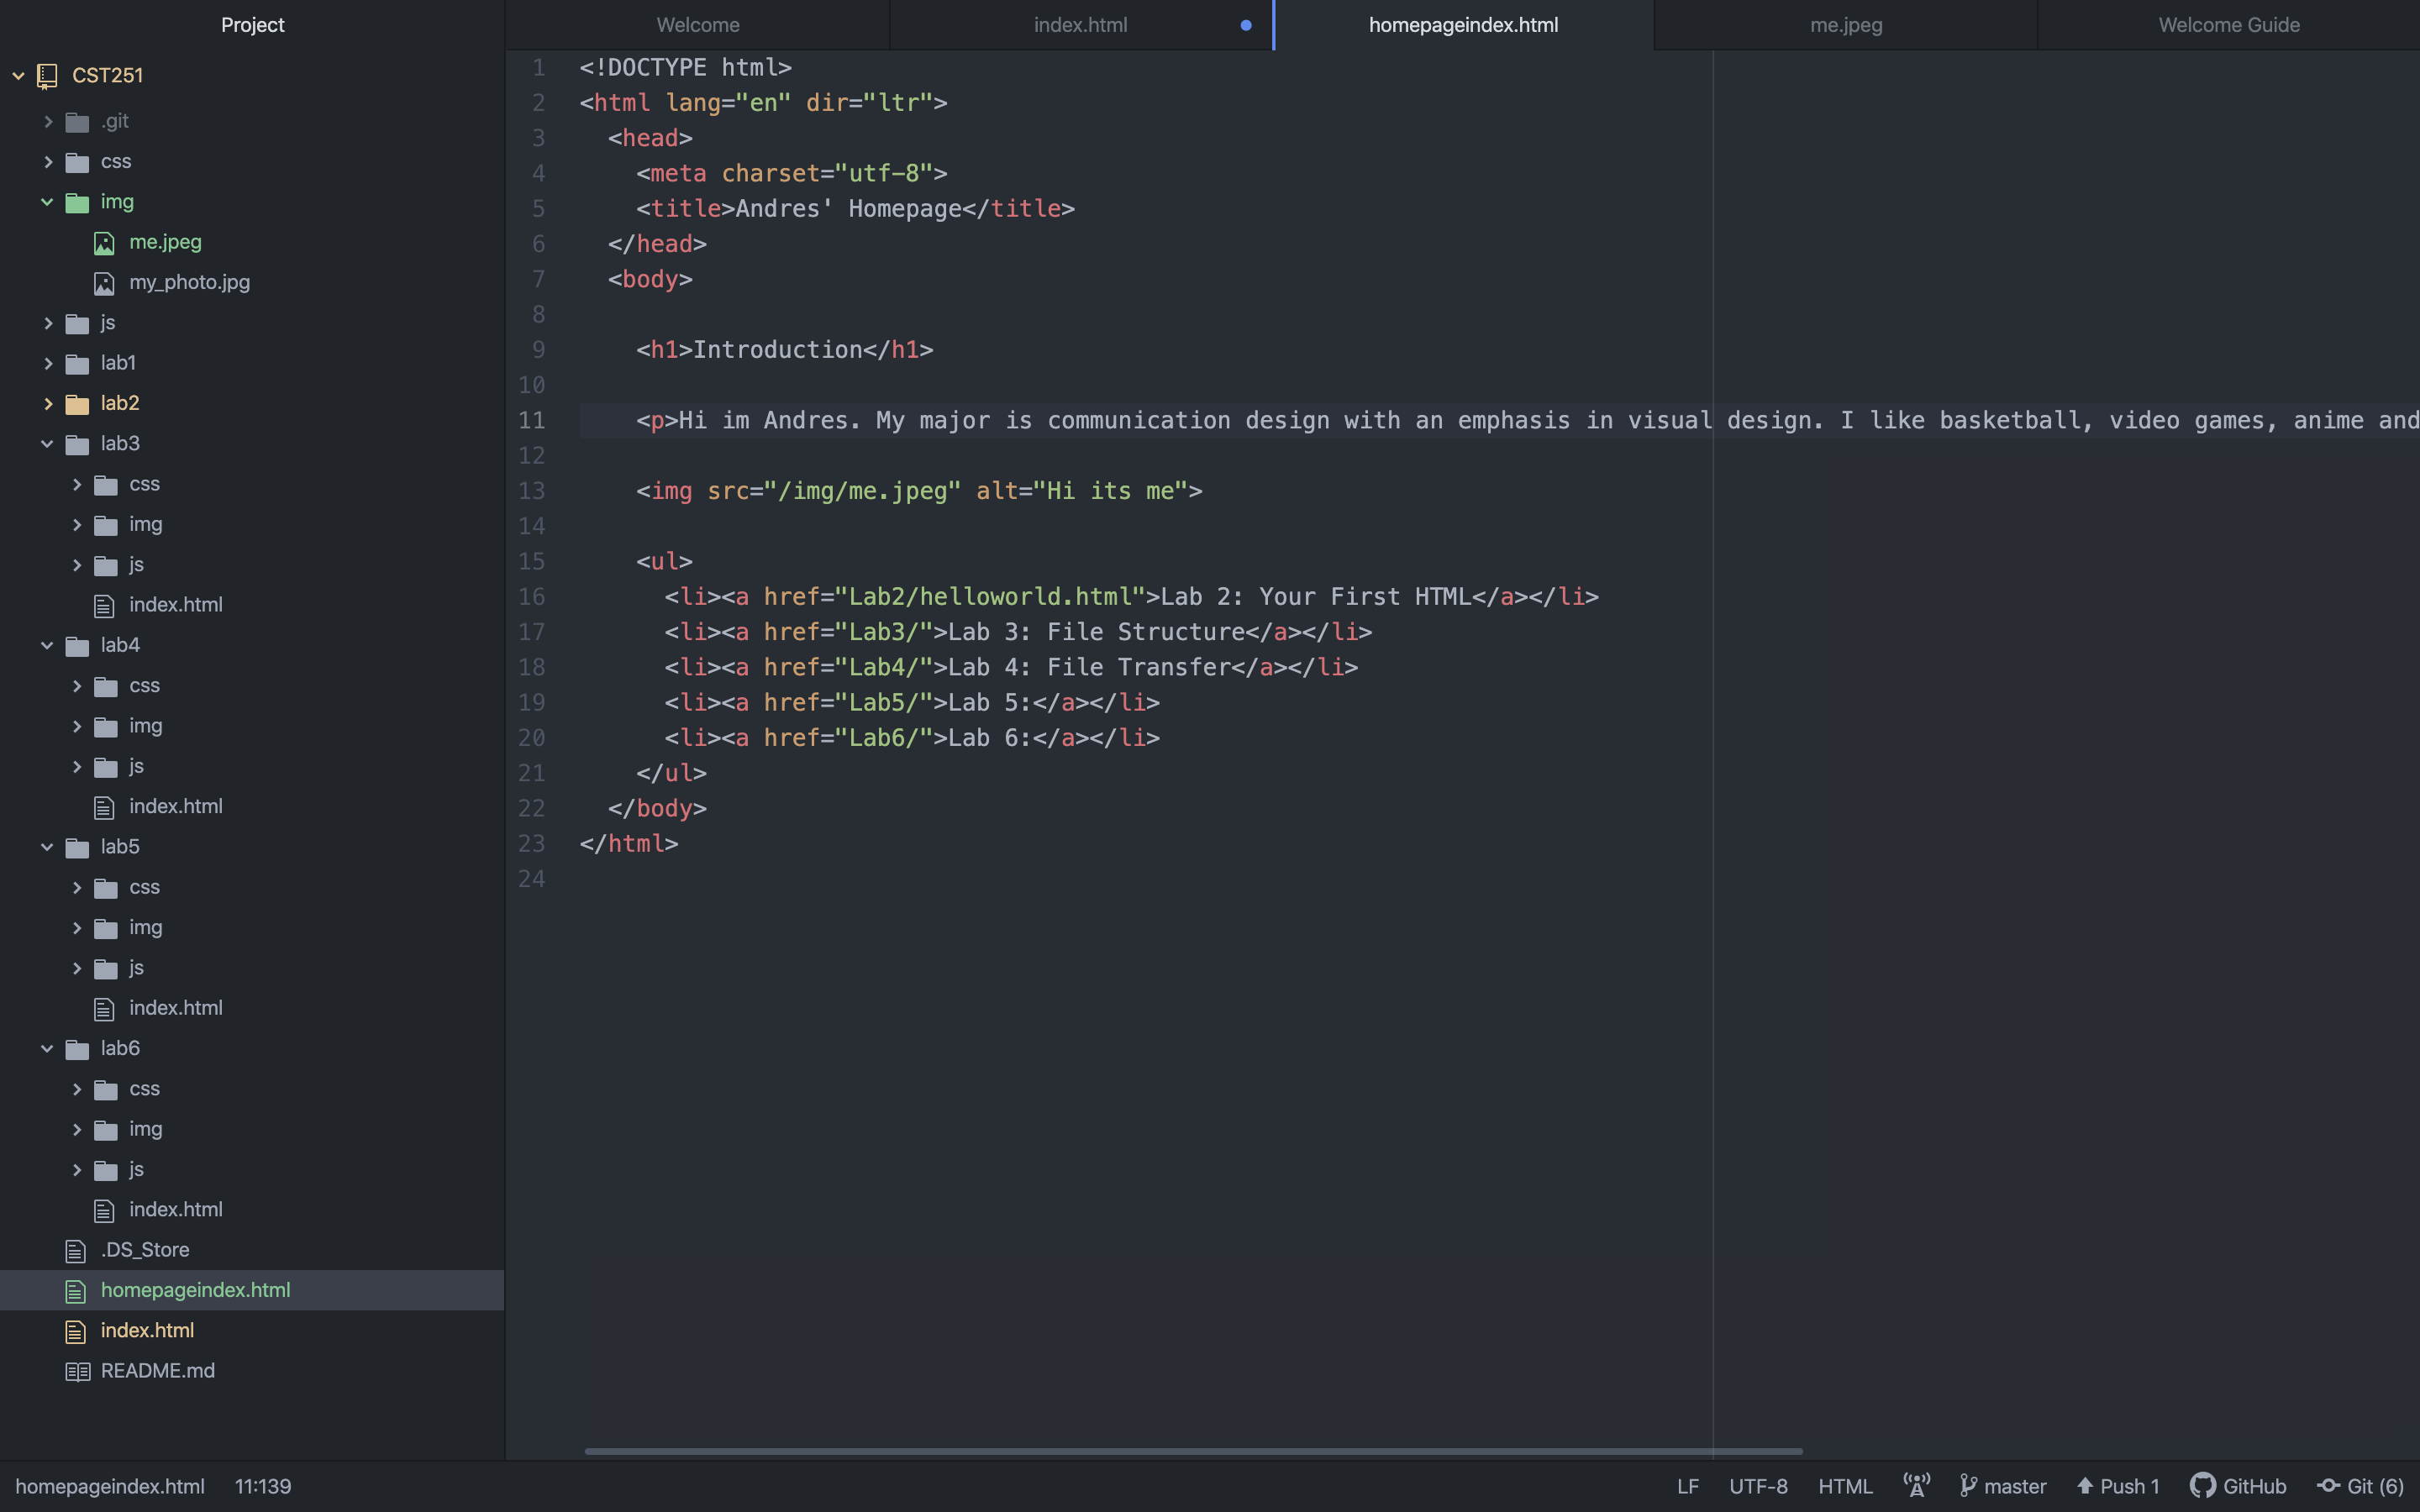 Project
Welcome
index.html
homepageindex.html
me.jpeg
Welcome Guide
CST251
.git
css
img
me.jpeg
my_photo.jpg
js
lab1
lab2
lab3
css
img
js
index.html
lab4
css
img
js
index.html
lab5
css
img
js
index.html
lab6
css
img
js
index.html
.DS_Store
homepageindex.html
index.html
README.md
1 <!DOCTYPE html>
2 <html lang="en" dir="ltr">
3 <head>
4 <meta charset="utf-8">
5 <title>Andres' Homepage</title>
6 </head>
7 <body>
8
9 <h1>Introduction</h1>
10
11 <p>Hi im Andres. My major is communication design with an emphasis in visual design. I like basketball, video games, anime and
12
13 <img src="/img/me.jpeg" alt="Hi its me">
14
15 <ul>
16 <li><a href="Lab2/helloworld.html">Lab 2: Your First HTML</a></li>
17 <li><a href="Lab3/">Lab 3: File Structure</a></li>
18 <li><a href="Lab4/">Lab 4: File Transfer</a></li>
19 <li><a href="Lab5/">Lab 5:</a></li>
20 <li><a href="Lab6/">Lab 6:</a></li>
21 </ul>
22 </body>
23 </html>
24
homepageindex.html 11:139
LF UTF-8 HTML master Push 1 GitHub Git (6)